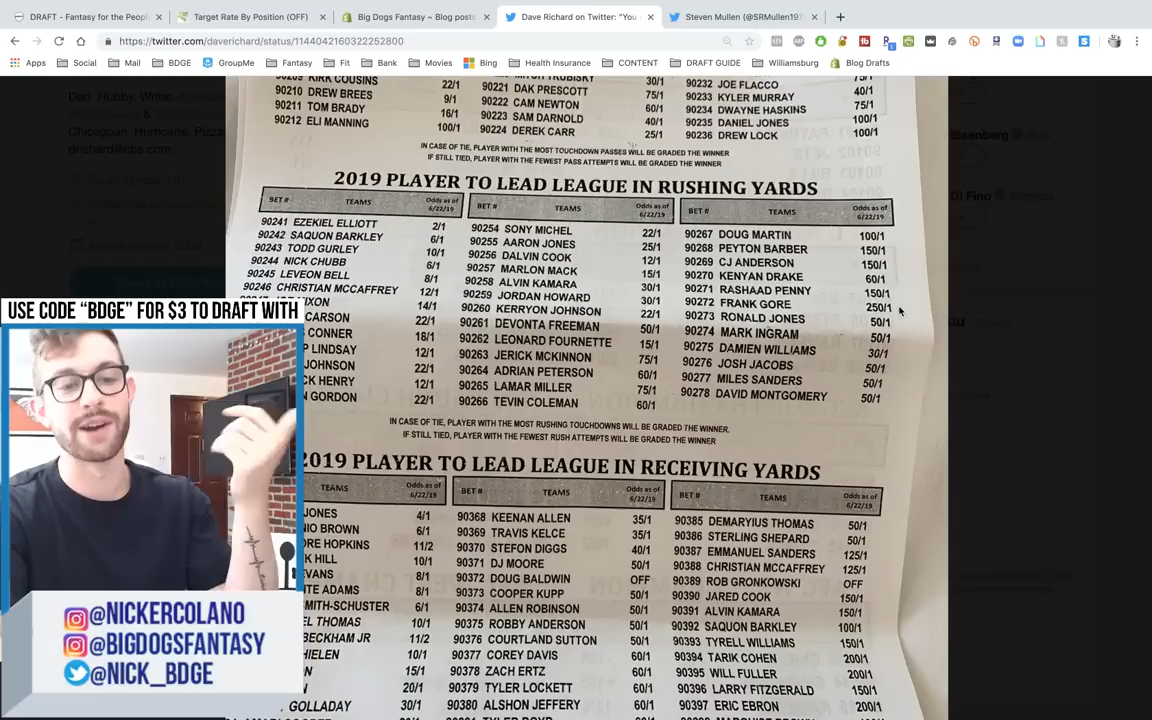 DRAFT - Fantasy for the Peopl
Target Rate By Position (OFF)
Big Dogs Fantasy ~ Blog posts
Dave Richard on Twitter: "You
Steven Mullen (@SRMullen197
https://twitter.com/daverichard/status/1144042160322252800
Apps Social Mail BDGE GroupMe Fantasy Fit Bank Movies Bing Health Insurance CONTENT DRAFT GUIDE Williamsburg Blog Drafts
Dad, Hubby, Writer
Chicagoan, Hurricane, Pizza
drichard@cbs.com
90209 KIRK COUSINS 22/1
90210 DREW BREES 9/1
90211 TOM BRADY 16/1
90212 ELI MANNING 100/1
MITCH TRUBISKY 30/1
90221 DAK PRESCOTT 75/1
90222 CAM NEWTON 60/1
90223 SAM DARNOLD 40/1
90224 DEREK CARR 25/1
90232 JOE FLACCO 75/1
90233 KYLER MURRAY 40/1
90234 DWAYNE HASKINS 75/1
90235 DANIEL JONES 100/1
90236 DREW LOCK 100/1
IN CASE OF TIE, PLAYER WITH THE MOST TOUCHDOWN PASSES WILL BE GRADED THE WINNER
IF STILL TIED, PLAYER WITH THE FEWEST PASS ATTEMPTS WILL BE GRADED THE WINNER
2019 PLAYER TO LEAD LEAGUE IN RUSHING YARDS
BET # TEAMS Odds as of 6/22/19
90241 EZEKIEL ELLIOTT 2/1
90242 SAQUON BARKLEY 6/1
90243 TODD GURLEY 10/1
90244 NICK CHUBB 6/1
90245 LEVEON BELL 8/1
90246 CHRISTIAN MCCAFFREY 12/1
NIXON 14/1
CARSON 22/1
CONNER 18/1
LINDSAY 12/1
JOHNSON 22/1
CK HENRY 12/1
GORDON 22/1
BET # TEAMS Odds as of 6/22/19
90254 SONY MICHEL 22/1
90255 AARON JONES 25/1
90256 DALVIN COOK 12/1
90257 MARLON MACK 15/1
90258 ALVIN KAMARA 30/1
90259 JORDAN HOWARD 30/1
90260 KERRYON JOHNSON 22/1
90261 DEVONTA FREEMAN 50/1
90262 LEONARD FOURNETTE 15/1
90263 JERICK MCKINNON 75/1
90264 ADRIAN PETERSON 60/1
90265 LAMAR MILLER 75/1
90266 TEVIN COLEMAN 60/1
BET # TEAMS Odds as of 6/22/19
90267 DOUG MARTIN 100/1
90268 PEYTON BARBER 150/1
90269 CJ ANDERSON 150/1
90270 KENYAN DRAKE 60/1
90271 RASHAAD PENNY 150/1
90272 FRANK GORE 250/1
90273 RONALD JONES 50/1
90274 MARK INGRAM 50/1
90275 DAMIEN WILLIAMS 30/1
90276 JOSH JACOBS 50/1
90277 MILES SANDERS 50/1
90278 DAVID MONTGOMERY 50/1
IN CASE OF TIE, PLAYER WITH THE MOST RUSHING TOUCHDOWNS WILL BE GRADED THE WINNER.
IF STILL TIED, PLAYER WITH THE FEWEST RUSH ATTEMPTS WILL BE GRADED THE WINNER
2019 PLAYER TO LEAD LEAGUE IN RECEIVING YARDS
TEAMS Odds as of 6/22/19
JONES 4/1
NIO BROWN 6/1
RE HOPKINS 11/2
K HILL 10/1
EVANS 8/1
TE ADAMS 8/1
SMITH-SCHUSTER 6/1
EL THOMAS 10/1
BECKHAM JR 11/2
HIELEN 10/1
15/1
20/1
GOLLADAY 30/1
BET # TEAMS Odds as of 6/22/19
90368 KEENAN ALLEN 35/1
90369 TRAVIS KELCE 35/1
90370 STEFON DIGGS 40/1
90371 DJ MOORE 50/1
90372 DOUG BALDWIN OFF
90373 COOPER KUPP 50/1
90374 ALLEN ROBINSON 50/1
90375 ROBBY ANDERSON 50/1
90376 COURTLAND SUTTON 50/1
90377 COREY DAVIS 60/1
90378 ZACH ERTZ 60/1
90379 TYLER LOCKETT 60/1
90380 ALSHON JEFFERY 60/1
BET # TEAMS Odds as of 6/22/19
90385 DEMARYIUS THOMAS 50/1
90386 STERLING SHEPARD 50/1
90387 EMMANUEL SANDERS 125/1
90388 CHRISTIAN MCCAFFREY 125/1
90389 ROB GRONKOWSKI OFF
90390 JARED COOK 150/1
90391 ALVIN KAMARA 150/1
90392 SAQUON BARKLEY 100/1
90393 TYRELL WILLIAMS 150/1
90394 TARIK COHEN 200/1
90395 WILL FULLER 200/1
90396 LARRY FITZGERALD 150/1
90397 ERIC EBRON 200/1
USE CODE "BDGE" FOR $3 TO DRAFT WITH
@NICKERCOLANO
@BIGDOGSFANTASY
@NICK_BDGE